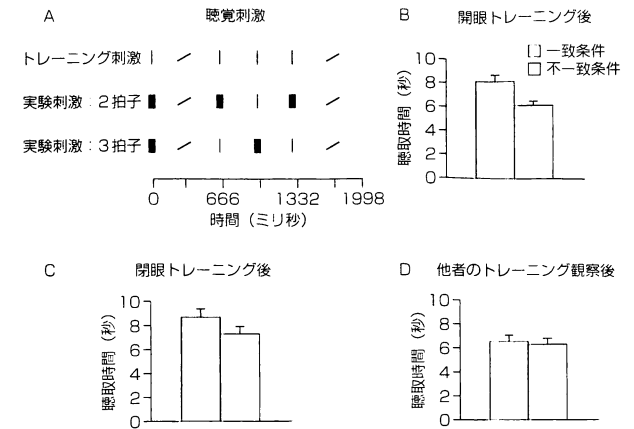 A 聴覚刺激
トレーニング刺激
実験刺激：2拍子
実験刺激：3拍子
0 666 1332 1998
時間（ミリ秒）
B 開眼トレーニング後
一致条件
不一致条件
聴取時間（秒）
10
8
6
4
2
0
C 閉眼トレーニング後
聴取時間（秒）
10
8
6
4
2
0
D 他者のトレーニング観察後
聴取時間（秒）
10
8
6
4
2
0